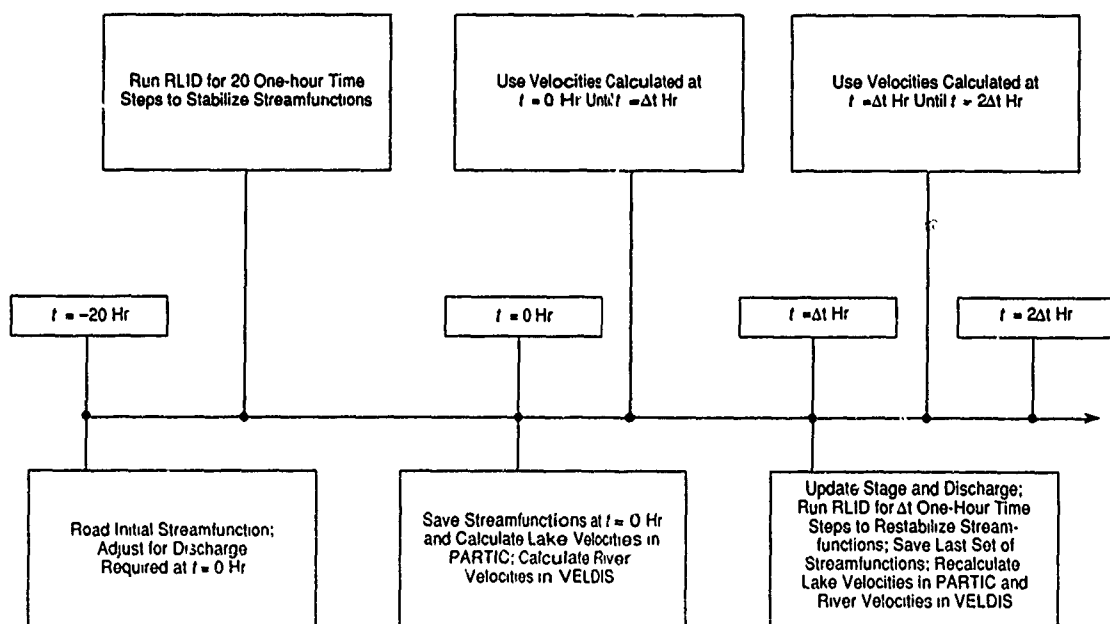 Run RLID for 20 One-hour Time
Steps to Stabilize Streamfunctions
Use Velocities Calculated at
t = 0 Hr Until t = Δt Hr
Use Velocities Calculated at
t = Δt Hr Until t = 2Δt Hr
t = –20 Hr
t = 0 Hr
t = Δt Hr
t = 2Δt Hr
Road Initial Streamfunction;
Adjust for Discharge
Required at t = 0 Hr
Save Streamfunctions at t = 0 Hr
and Calculate Lake Velocities in
PARTIC; Calculate River
Velocities in VELDIS
Update Stage and Discharge;
Run RLID for Δt One-Hour Time
Steps to Restabilize Stream-
functions; Save Last Set of
Streamfunctions; Recalculate
Lake Velocities in PARTIC and
River Velocities in VELDIS